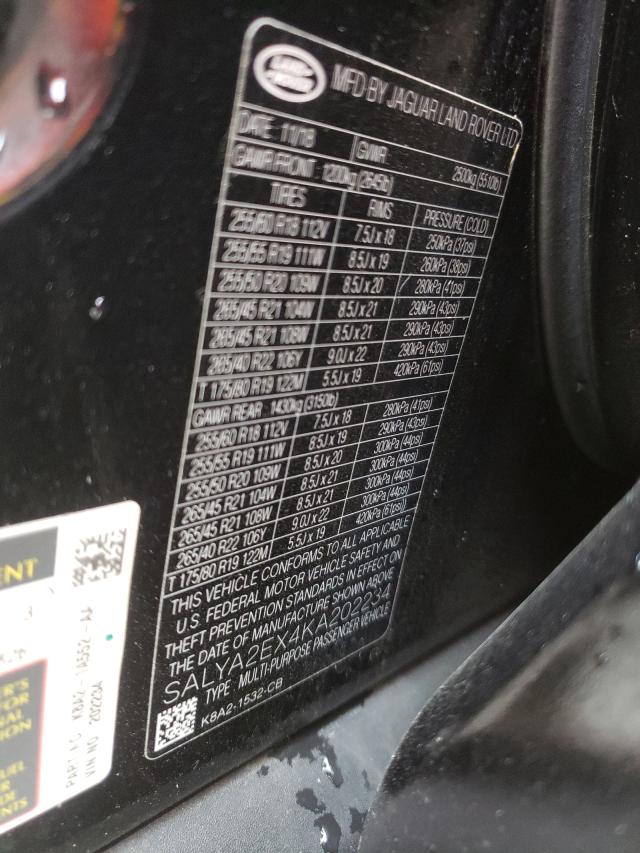 LAND ROVER
MFD BY JAGUAR LAND ROVER LTD
DATE: 11/18 GVWR 2500kg (5510lb)
GAWR FRONT: 1200kg (2645lb)
TIRES RIMS PRESSURE (COLD)
255/60 R18 112V 7.5J x 18 250kPa (37psi)
255/55 R19 111W 8.5J x 19 260kPa (38psi)
255/50 R20 109W 8.5J x 20 280kPa (41psi)
265/45 R21 104W 8.5J x 21 290kPa (43psi)
265/45 R21 108W 8.5J x 21 290kPa (43psi)
265/40 R22 106Y 9.0J x 22 290kPa (43psi)
T 175/80 R19 122M 5.5J x 19 420kPa (61psi)
GAWR REAR: 1430kg (3150lb)
255/60 R18 112V 7.5J x 18 280kPa (41psi)
255/55 R19 111W 8.5J x 19 290kPa (43psi)
255/50 R20 109W 8.5J x 20 300kPa (44psi)
265/45 R21 104W 8.5J x 21 300kPa (44psi)
265/45 R21 108W 8.5J x 21 300kPa (44psi)
265/40 R22 106Y 9.0J x 22 300kPa (44psi)
T 175/80 R19 122M 5.5J x 19 420kPa (61psi)
THIS VEHICLE CONFORMS TO ALL APPLICABLE
U.S. FEDERAL MOTOR VEHICLE SAFETY AND
THEFT PREVENTION STANDARDS IN EFFECT ON
THE DATE OF MANUFACTURE SHOWN ABOVE
SALYA2EX4KA202234
TYPE: MULTI-PURPOSE PASSENGER VEHICLE
K8A2-1532-CB
ENT
PART NO. K8A2-1A552-AA
VIN NO. 202234